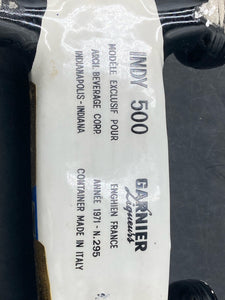 INDY 500
MODÈLE EXCLUSIF POUR
ARCH. BEVERAGE CORP.
INDIANAPOLIS - INDIANA
GARNIER
Liqueurs
ENGHIEN FRANCE
ANNÉE 1971 - N. 295
CONTAINER MADE IN ITALY